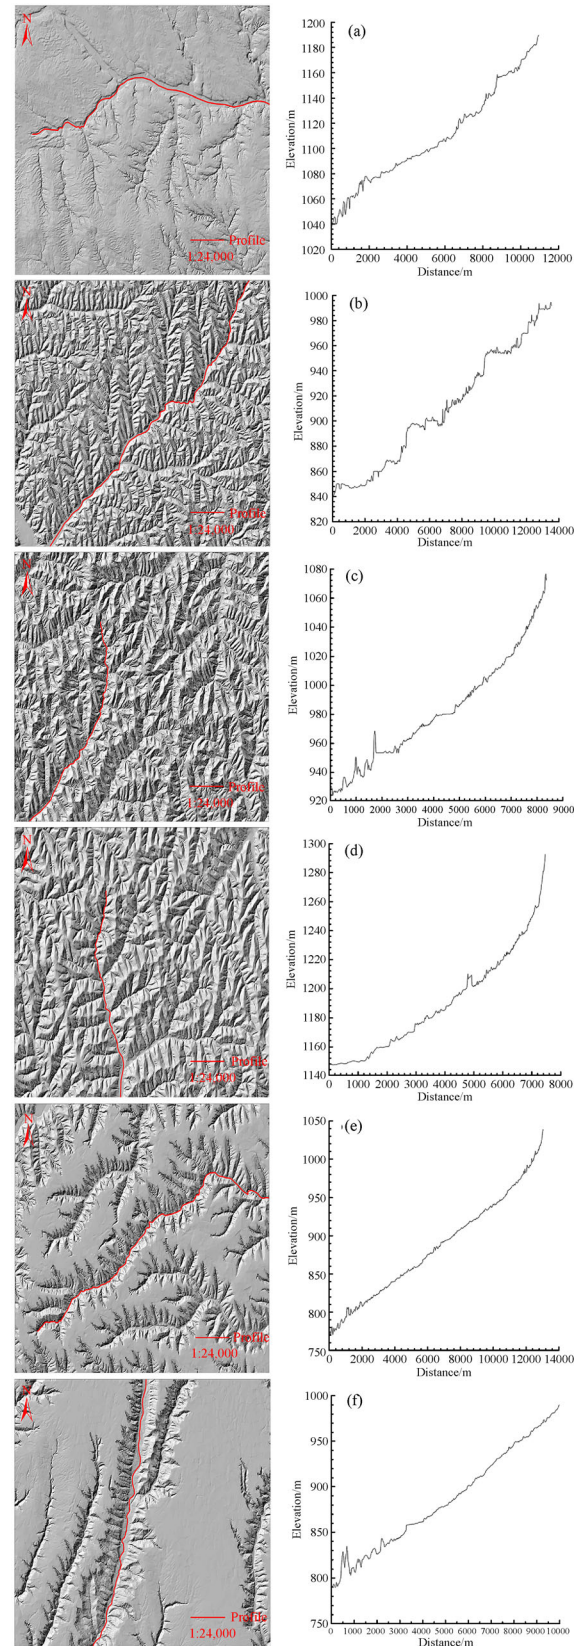 N
Profile
1:24,000
(a)
1200
1180
1160
1140
1120
1100
1080
1060
1040
1020
Elevation/m
0 2000 4000 6000 8000 10000 12000
Distance/m
N
Profile
1:24,000
(b)
1000
980
960
940
920
900
880
860
840
820
Elevation/m
0 2000 4000 6000 8000 10000 12000 14000
Distance/m
N
Profile
1:24,000
(c)
1080
1060
1040
1020
1000
980
960
940
920
Elevation/m
0 1000 2000 3000 4000 5000 6000 7000 8000 9000
Distance/m
N
Profile
1:24,000
(d)
1300
1280
1260
1240
1220
1200
1180
1160
1140
Elevation/m
0 1000 2000 3000 4000 5000 6000 7000 8000
Distance/m
N
Profile
1:24,000
(e)
1050
1000
950
900
850
800
750
Elevation/m
0 2000 4000 6000 8000 10000 12000 14000
Distance/m
N
Profile
1:24,000
(f)
1000
950
900
850
800
750
Elevation/m
0 1000 2000 3000 4000 5000 6000 7000 8000 9000 10000
Distance/m